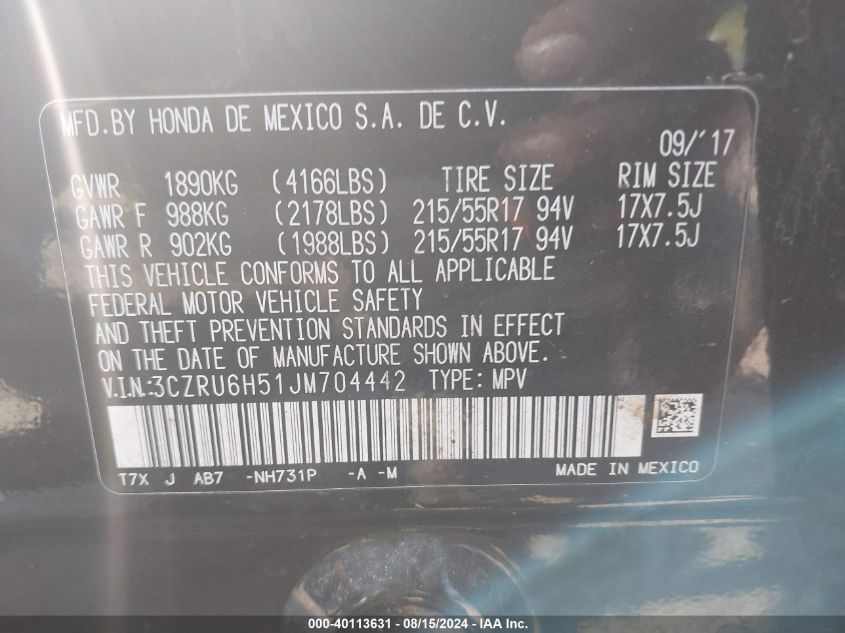 MFD.BY HONDA DE MEXICO S.A. DE C.V.
09/'17
GVWR 1890KG (4166LBS) TIRE SIZE RIM SIZE
GAWR F 988KG (2178LBS) 215/55R17 94V 17X7.5J
GAWR R 902KG (1988LBS) 215/55R17 94V 17X7.5J
THIS VEHICLE CONFORMS TO ALL APPLICABLE
FEDERAL MOTOR VEHICLE SAFETY
AND THEFT PREVENTION STANDARDS IN EFFECT
ON THE DATE OF MANUFACTURE SHOWN ABOVE.
V.I.N:3CZRU6H51JM704442 TYPE:MPV
T7X J AB7 -NH731P -A -M MADE IN MEXICO
000-40113631 - 08/15/2024 - IAA Inc.